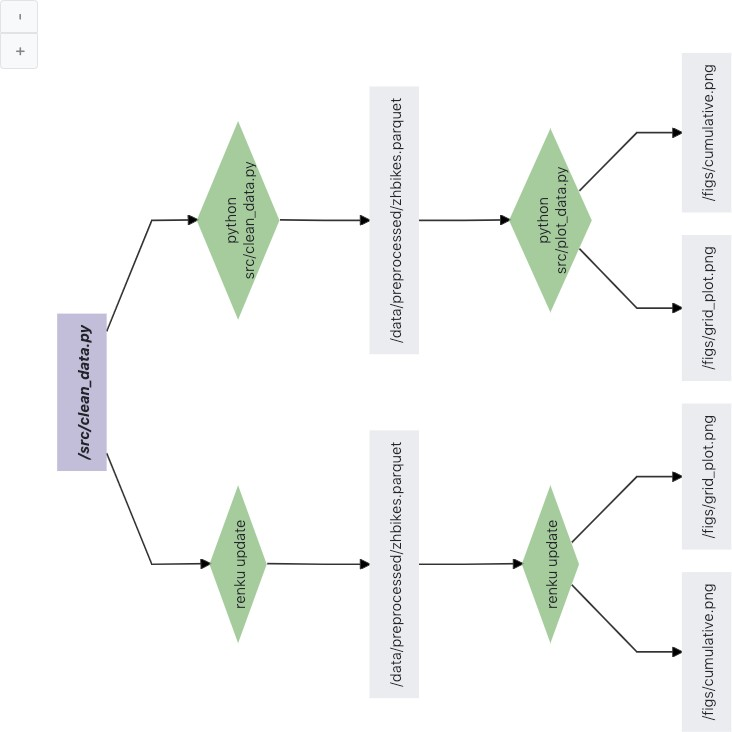 /src/clean_data.py
renku update
python
src/clean_data.py
/data/preprocessed/zhbikes.parquet
/data/preprocessed/zhbikes.parquet
renku update
python
src/plot_data.py
/figs/cumulative.png
/figs/grid_plot.png
/figs/grid_plot.png
/figs/cumulative.png
+
-